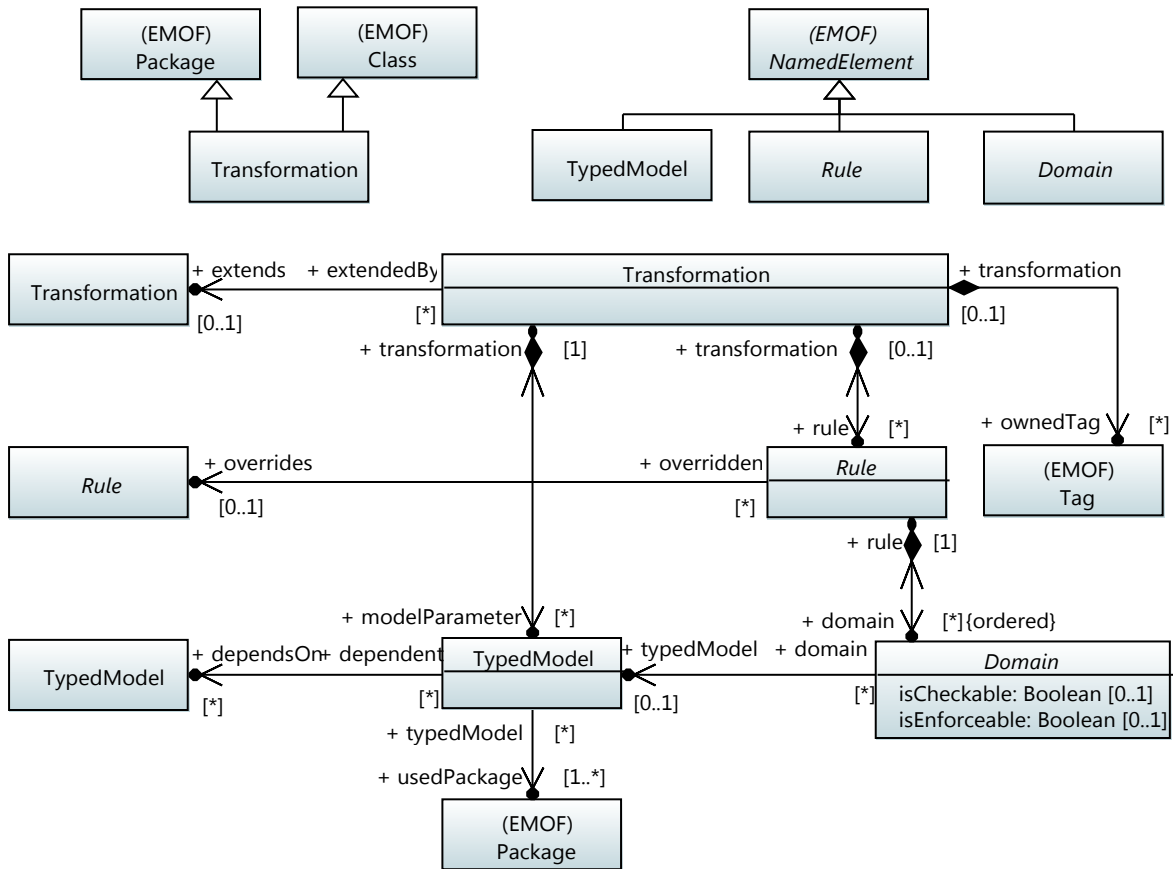 (EMOF)
Package
(EMOF)
Class
(EMOF)
NamedElement
Transformation
TypedModel
Rule
Domain
Transformation
+ extends
+ extendedBy
[0..1]
[*]
Transformation
+ transformation
[0..1]
+ transformation
[1]
+ transformation
[0..1]
+ rule
[*]
+ ownedTag
[*]
Rule
+ overrides
[0..1]
+ overridden
[*]
Rule
(EMOF)
Tag
+ rule
[1]
+ modelParameter
[*]
+ domain
[*]{ordered}
TypedModel
+ dependsOn
+ dependent
[*]
[*]
TypedModel
+ typedModel
+ domain
[0..1]
[*]
Domain
isCheckable: Boolean [0..1]
isEnforceable: Boolean [0..1]
+ typedModel
[*]
+ usedPackage
[1..*]
(EMOF)
Package